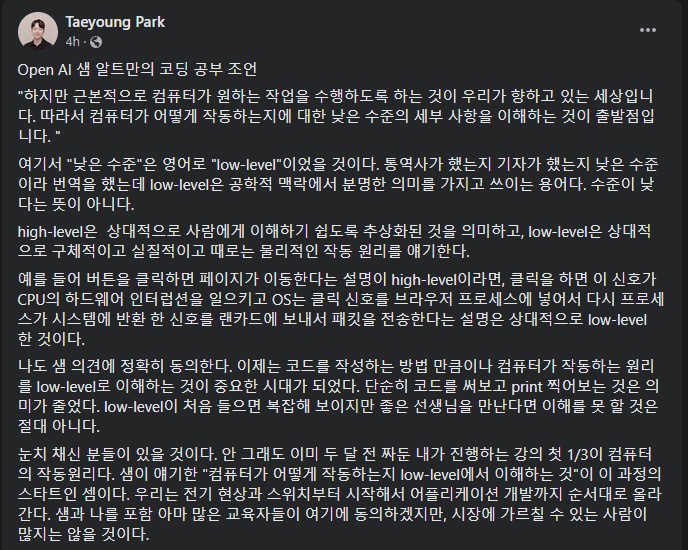 Taeyoung Park
4h ·
Open AI 샘 알트만의 코딩 공부 조언
"하지만 근본적으로 컴퓨터가 원하는 작업을 수행하도록 하는 것이 우리가 향하고 있는 세상입니
다. 따라서 컴퓨터가 어떻게 작동하는지에 대한 낮은 수준의 세부 사항을 이해하는 것이 출발점입
니다. "
여기서 "낮은 수준"은 영어로 "low-level"이었을 것이다. 통역사가 했는지 기자가 했는지 낮은 수준
이라 번역을 했는데 low-level은 공학적 맥락에서 분명한 의미를 가지고 쓰이는 용어다. 수준이 낮
다는 뜻이 아니다.
high-level은  상대적으로 사람에게 이해하기 쉽도록 추상화된 것을 의미하고, low-level은 상대적
으로 구체적이고 실질적이고 때로는 물리적인 작동 원리를 얘기한다.
예를 들어 버튼을 클릭하면 페이지가 이동한다는 설명이 high-level이라면, 클릭을 하면 이 신호가
CPU의 하드웨어 인터럽션을 일으키고 OS는 클릭 신호를 브라우저 프로세스에 넣어서 다시 프로세
스가 시스템에 반환 한 신호를 랜카드에 보내서 패킷을 전송한다는 설명은 상대적으로 low-level
한 것이다.
나도 샘 의견에 정확히 동의한다. 이제는 코드를 작성하는 방법 만큼이나 컴퓨터가 작동하는 원리
를 low-level로 이해하는 것이 중요한 시대가 되었다. 단순히 코드를 써보고 print 찍어보는 것은 의
미가 줄었다. low-level이 처음 들으면 복잡해 보이지만 좋은 선생님을 만난다면 이해를 못 할 것은
절대 아니다.
눈치 채신 분들이 있을 것이다. 안 그래도 이미 두 달 전 짜둔 내가 진행하는 강의 첫 1/3이 컴퓨터
의 작동원리다. 샘이 얘기한 "컴퓨터가 어떻게 작동하는지 low-level에서 이해하는 것"이 이 과정의
스타트인 셈이다. 우리는 전기 현상과 스위치부터 시작해서 어플리케이션 개발까지 순서대로 올라
간다. 샘과 나를 포함 아마 많은 교육자들이 여기에 동의하겠지만, 시장에 가르칠 수 있는 사람이
많지는 않을 것이다.